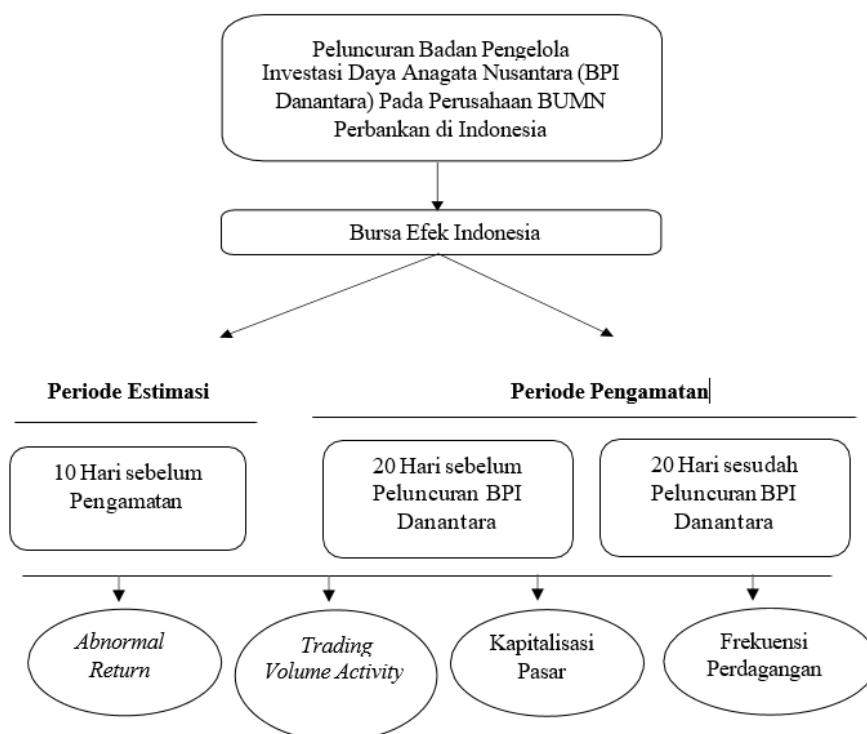 Peluncuran Badan Pengelola
Investasi Daya Anagata Nusantara (BPI
Danantara) Pada Perusahaan BUMN
Perbankan di Indonesia
Bursa Efek Indonesia
Periode Estimasi
Periode Pengamatan
10 Hari sebelum
Pengamatan
20 Hari sebelum
Peluncuran BPI
Danantara
20 Hari sesudah
Peluncuran BPI
Danantara
Abnormal
Return
Trading
Volume Activity
Kapitalisasi
Pasar
Frekuensi
Perdagangan